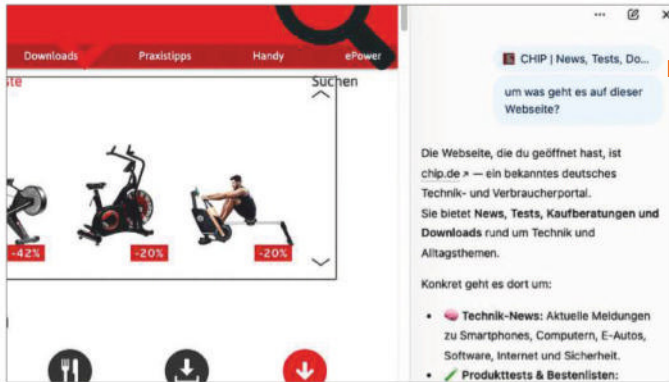 Downloads
Praxistipps
Handy
ePower
ste
Suchen
-42%
-20%
-20%
CHIP | News, Tests, Do...
um was geht es auf dieser
Webseite?
Die Webseite, die du geöffnet hast, ist
chip.de ↗ — ein bekanntes deutsches
Technik- und Verbraucherportal.
Sie bietet News, Tests, Kaufberatungen und
Downloads rund um Technik und
Alltagsthemen.
Konkret geht es dort um:
• Technik-News: Aktuelle Meldungen
zu Smartphones, Computern, E-Autos,
Software, Internet und Sicherheit.
• Produkttests & Bestenlisten: